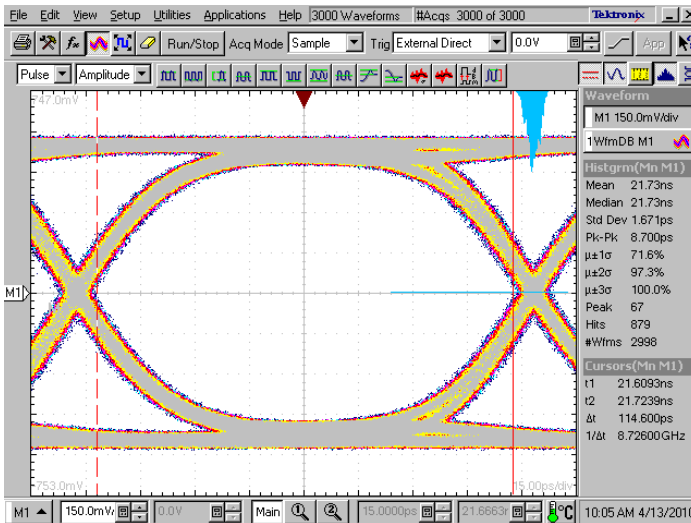 File Edit View Setup Utilities Applications Help 3000 Waveforms #Acqs 3000 of 3000 Tektronix
Run/Stop Acq Mode Sample Trig External Direct 0.0V App
Pulse Amplitude
747.0mV
Waveform
M1 150.0mV/div
1WfmDB M1
Histgrm(Mn M1)
Mean 21.73ns
Median 21.73ns
Std Dev 1.671ps
Pk-Pk 8.700ps
µ±1σ 71.6%
µ±2σ 97.3%
µ±3σ 100.0%
Peak 67
Hits 879
#Wfms 2998
M1
Cursors(Mn M1)
t1 21.6093ns
t2 21.7239ns
Δt 114.600ps
1/Δt 8.72600GHz
753.0mV 15.00ps/div
M1 150.0mV/ 0.0V Main 1 2 15.0000ps 21.6663r °C 10:05 AM 4/13/2010